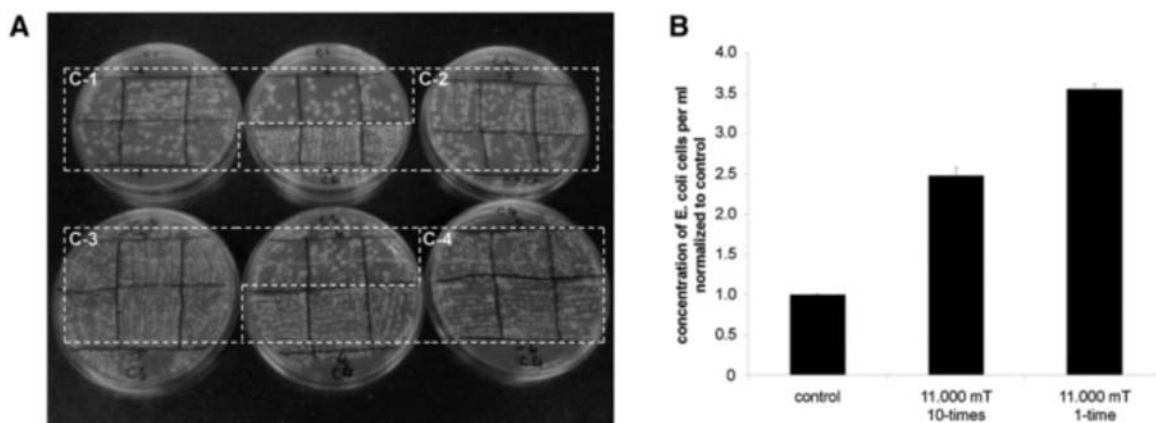 A
C-1
C-2
C-3
C-4
C4
B
concentration of E. coli cells per ml
normalized to control
4.0
3.5
3.0
2.5
2.0
1.5
1.0
0.5
0
control
11.000 mT
10-times
11.000 mT
1-time